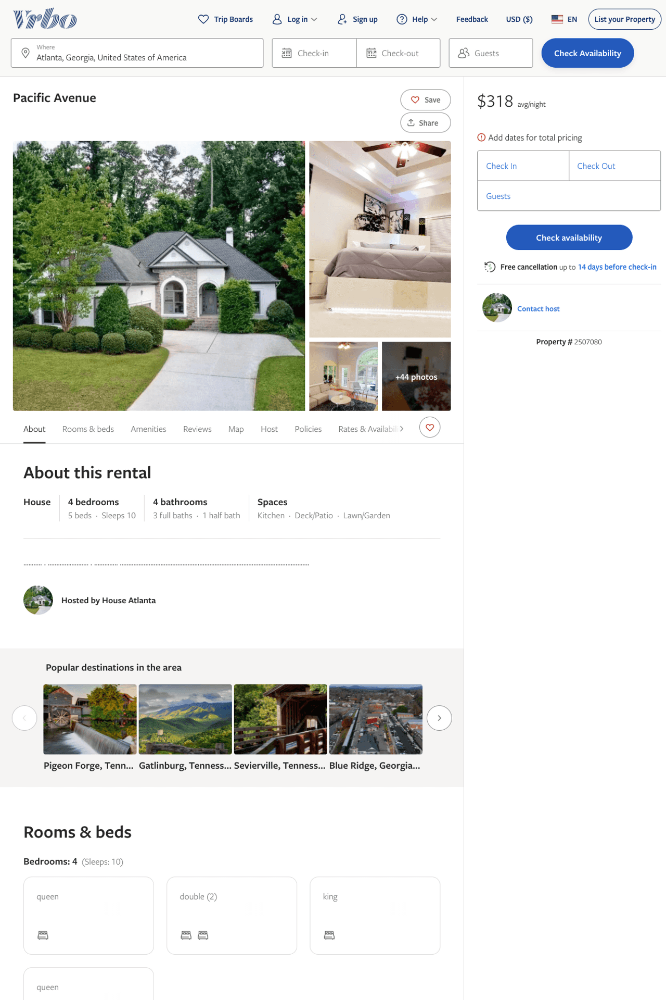 Vrbo
Trip Boards
Log in
Sign up
Help
Feedback
USD ($)
EN
List your Property
Where
Atlanta, Georgia, United States of America
Check-in
Check-out
Guests
Check Availability
Pacific Avenue
Save
Share
+44 photos
$318 avg/night
Add dates for total pricing
Check In
Check Out
Guests
Check availability
Free cancellation up to 14 days before check-in
Contact host
Property # 2507080
About
Rooms & beds
Amenities
Reviews
Map
Host
Policies
Rates & Availabili
About this rental
House
4 bedrooms
5 beds · Sleeps 10
4 bathrooms
3 full baths · 1 half bath
Spaces
Kitchen · Deck/Patio · Lawn/Garden
Hosted by House Atlanta
Popular destinations in the area
Pigeon Forge, Tenn...
Gatlinburg, Tenness...
Sevierville, Tenness...
Blue Ridge, Georgia...
Rooms & beds
Bedrooms: 4 (Sleeps: 10)
queen
double (2)
king
queen